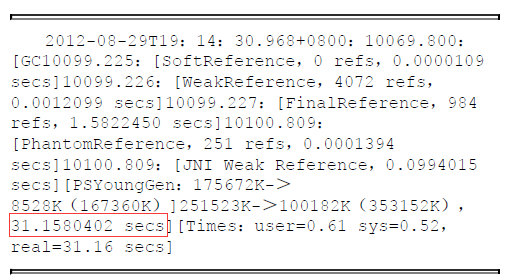 2012-08-29T19：14：30.968+0800：10069.800：
[GC10099.225：[SoftReference, 0 refs, 0.0000109
secs]10099.226：[WeakReference, 4072 refs,
0.0012099 secs]10099.227：[FinalReference, 984
refs, 1.5822450 secs]10100.809：
[PhantomReference, 251 refs, 0.0001394
secs]10100.809：[JNI Weak Reference, 0.0994015
secs][PSYoungGen：175672K->
8528K（167360K）]251523K->100182K（353152K），
31.1580402 secs][Times：user=0.61 sys=0.52,
real=31.16 secs]